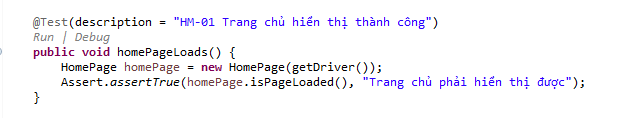 @Test(description = "HM-01 Trang chủ hiển thị thành công")
Run | Debug
public void homePageLoads() {
HomePage homePage = new HomePage(getDriver());
Assert.assertTrue(homePage.isPageLoaded(), "Trang chủ phải hiển thị được");
}